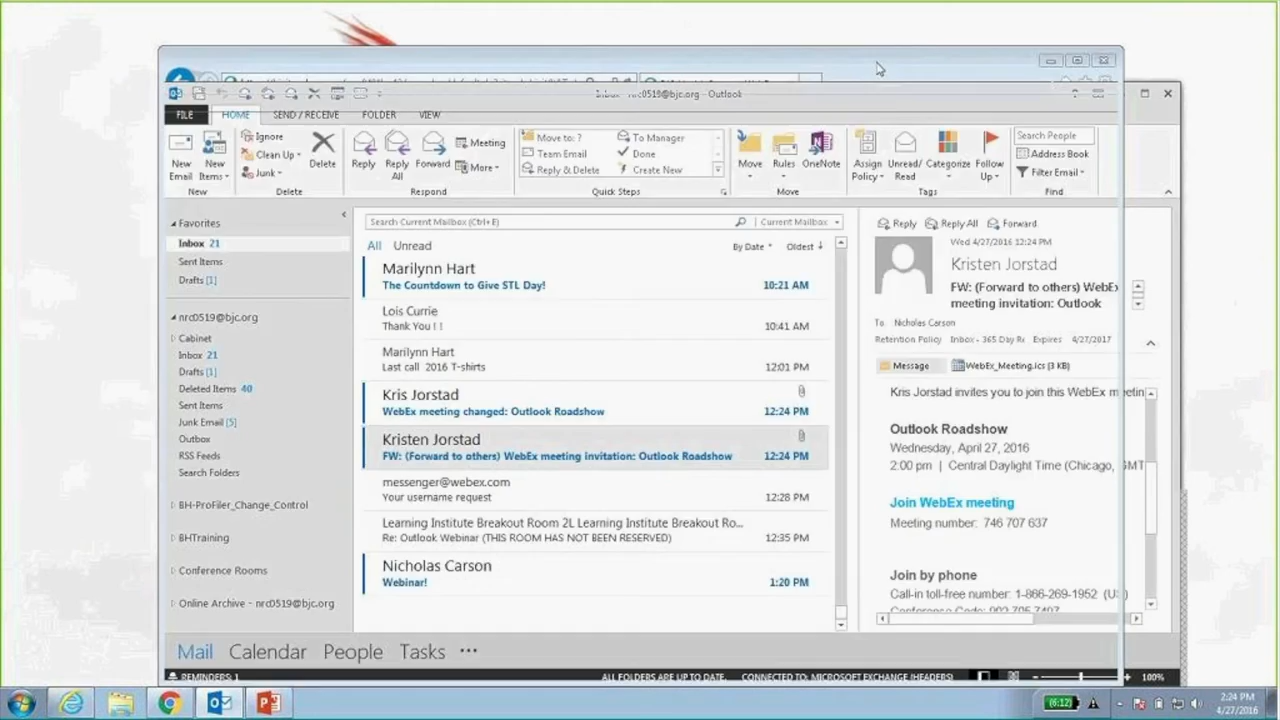 Inbox - nrc0519@bjc.org - Outlook
FILE HOME SEND / RECEIVE FOLDER VIEW
New Email
New Items
New
Ignore
Clean Up
Junk
Delete
Delete
Reply
Reply All
Forward
Meeting
More
Respond
Move to: ?
Team Email
Reply & Delete
To Manager
Done
Create New
Quick Steps
Move
Rules
OneNote
Move
Assign Policy
Unread/ Read
Categorize
Follow Up
Tags
Search People
Address Book
Filter Email
Find
Favorites
Inbox 21
Sent Items
Drafts [1]
nrc0519@bjc.org
Cabinet
Inbox 21
Drafts [1]
Deleted Items 40
Sent Items
Junk Email [5]
Outbox
RSS Feeds
Search Folders
BH-ProFiler_Change_Control
BHTraining
Conference Rooms
Online Archive - nrc0519@bjc.org
Search Current Mailbox (Ctrl+E) Current Mailbox
All Unread By Date Oldest ↓
Marilynn Hart
The Countdown to Give STL Day! 10:21 AM
Lois Currie
Thank You ! ! 10:41 AM
Marilynn Hart
Last call 2016 T-shirts 12:01 PM
Kris Jorstad
WebEx meeting changed: Outlook Roadshow 12:24 PM
Kristen Jorstad
FW: (Forward to others) WebEx meeting invitation: Outlook Roadshow 12:24 PM
messenger@webex.com
Your username request 12:28 PM
Learning Institute Breakout Room 2L Learning Institute Breakout Ro...
Re: Outlook Webinar (THIS ROOM HAS NOT BEEN RESERVED) 12:35 PM
Nicholas Carson
Webinar! 1:20 PM
Reply Reply All Forward
Wed 4/27/2016 12:24 PM
Kristen Jorstad
FW: (Forward to others) WebEx
meeting invitation: Outlook
To Nicholas Carson
Retention Policy Inbox - 365 Day Re Expires 4/27/2017
Message WebEx_Meeting.ics (3 KB)
Kris Jorstad invites you to join this WebEx meetin
Outlook Roadshow
Wednesday, April 27, 2016
2:00 pm | Central Daylight Time (Chicago, GMT
Join WebEx meeting
Meeting number: 746 707 637
Join by phone
Call-in toll-free number: 1-866-269-1952 (US)
Conference Code:
Mail Calendar People Tasks •••
REMINDERS: 1 ALL FOLDERS ARE UP TO DATE. CONNECTED TO: MICROSOFT EXCHANGE (HEADERS) 100%
(6:12)
2:24 PM
4/27/2016